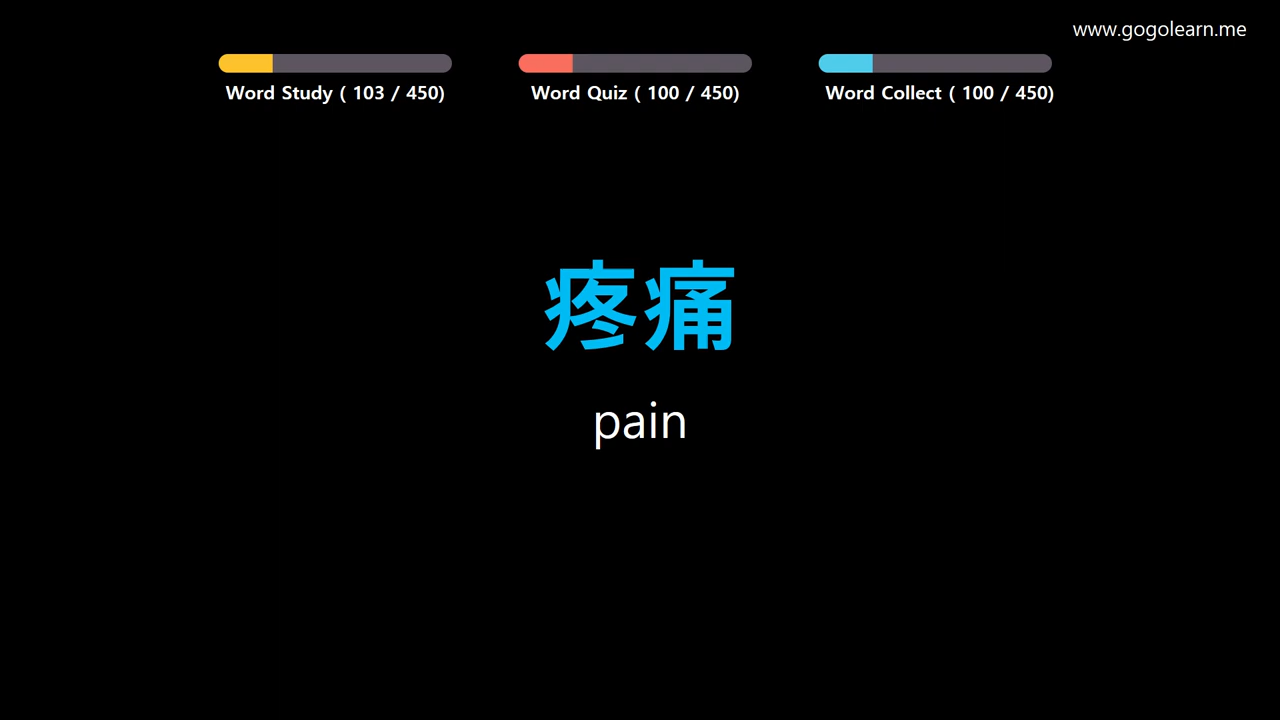 www.gogolearn.me
Word Study ( 103 / 450)
Word Quiz ( 100 / 450)
Word Collect ( 100 / 450)
疼痛
pain